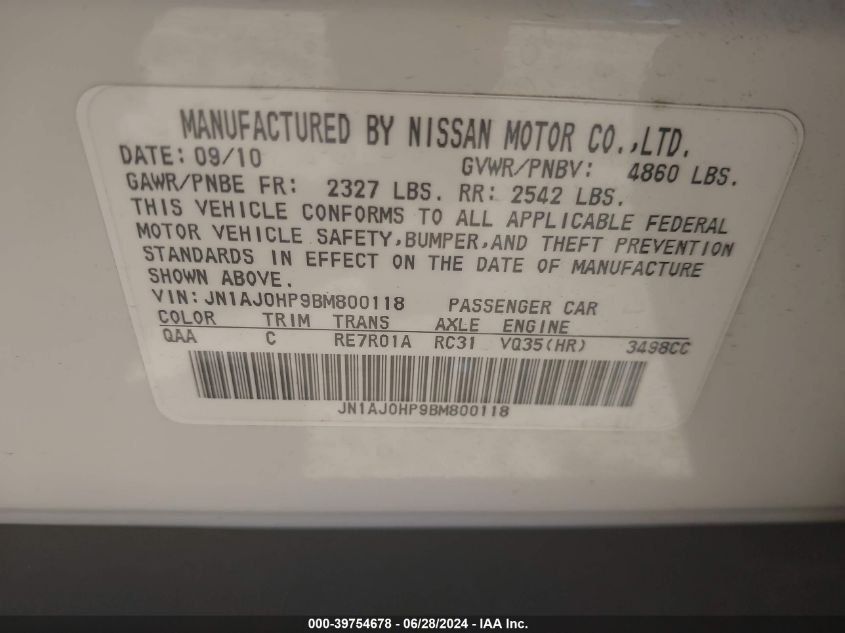 MANUFACTURED BY NISSAN MOTOR CO.,LTD.
DATE: 09/10 GVWR/PNBV: 4860 LBS.
GAWR/PNBE FR: 2327 LBS. RR: 2542 LBS.
THIS VEHICLE CONFORMS TO ALL APPLICABLE FEDERAL
MOTOR VEHICLE SAFETY,BUMPER,AND THEFT PREVENTION
STANDARDS IN EFFECT ON THE DATE OF MANUFACTURE
SHOWN ABOVE.
VIN: JN1AJ0HP9BM800118 PASSENGER CAR
COLOR TRIM TRANS AXLE ENGINE
QAA C RE7R01A RC31 VQ35(HR) 3498CC
JN1AJ0HP9BM800118
000-39754678 - 06/28/2024 - IAA Inc.